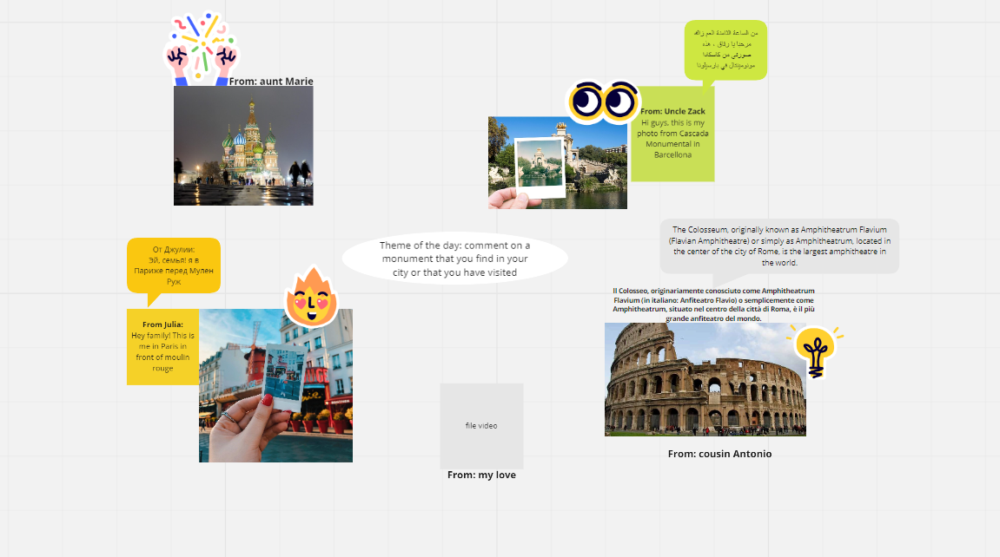 From: aunt Marie
من الساعة الثامنة العم زاك
مرحبا يا رفاق ، هذه
صورتي من كاسكادا
مونومينتال في بارسيلونا
From: Uncle Zack
Hi guys, this is my
photo from Cascada
Monumental in
Barcellona
Theme of the day: comment on a
monument that you find in your
city or that you have visited
The Colosseum, originally known as Amphitheatrum Flavium
(Flavian Amphitheatre) or simply as Amphitheatrum, located in
the center of the city of Rome, is the largest amphitheatre in
the world.
Il Colosseo, originariamente conosciuto come Amphitheatrum
Flavium (in italiano: Anfiteatro Flavio) o semplicemente come
Amphitheatrum, situato nel centro della città di Roma, è il più
grande anfiteatro del mondo.
From: cousin Antonio
От Джулии:
Эй, семья! я в
Париже перед Мулен
Руж
From Julia:
Hey family! This is
me in Paris in
front of moulin
rouge
file video
From: my love